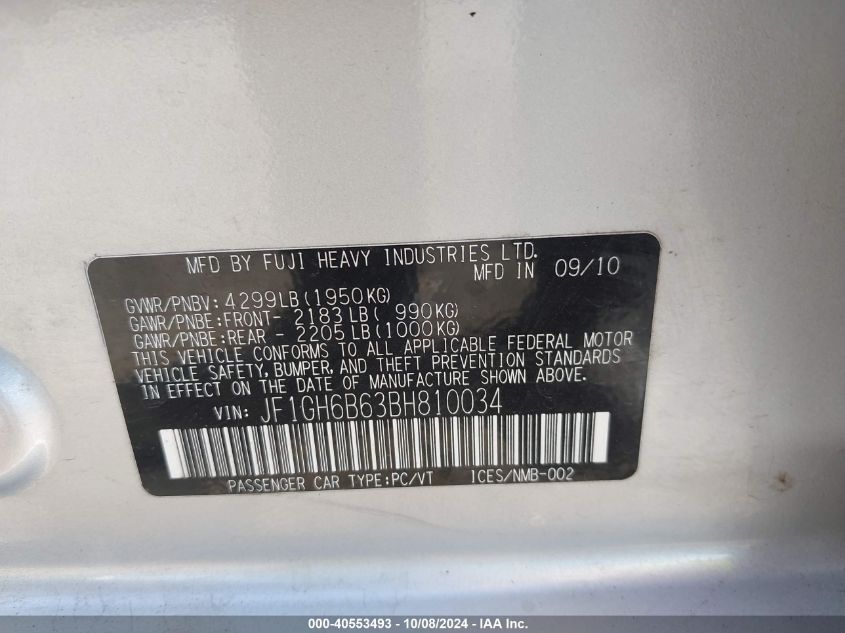 MFD BY FUJI HEAVY INDUSTRIES LTD.
MFD IN 09/10
GVWR/PNBV: 4299LB (1950KG)
GAWR/PNBE:FRONT- 2183LB ( 990KG)
GAWR/PNBE:REAR - 2205LB (1000KG)
THIS VEHICLE CONFORMS TO ALL APPLICABLE FEDERAL MOTOR
VEHICLE SAFETY, BUMPER, AND THEFT PREVENTION STANDARDS
IN EFFECT ON THE DATE OF MANUFACTURE SHOWN ABOVE.
VIN: JF1GH6B63BH810034
PASSENGER CAR TYPE:PC/VT ICES/NMB-002
000-40553493 - 10/08/2024 - IAA Inc.